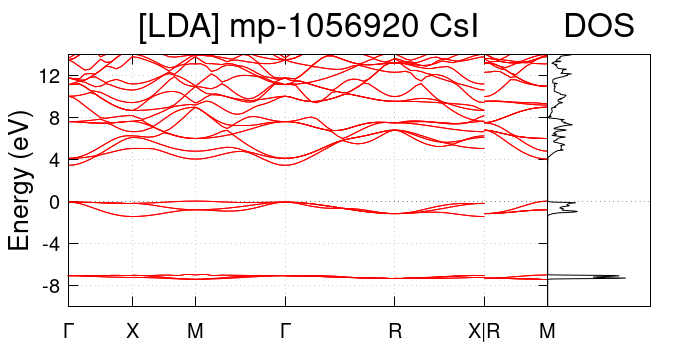 [LDA] mp-1056920 CsI
DOS
Energy (eV)
12
8
4
0
-4
-8
Γ X M Γ R X|R M